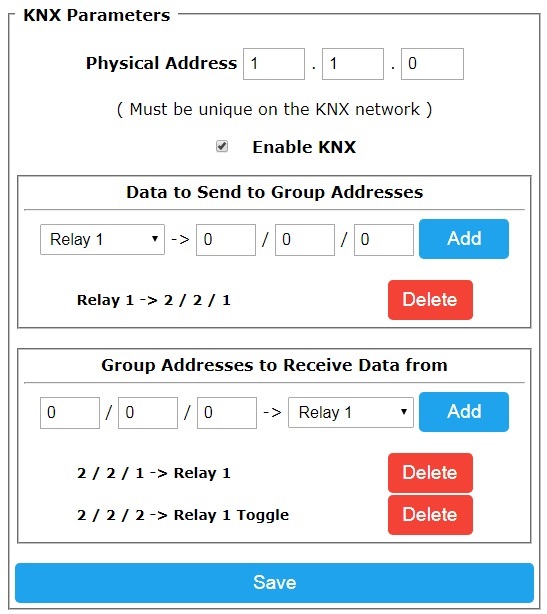 KNX Parameters
Physical Address 1 . 1 . 0
( Must be unique on the KNX network )
Enable KNX
Data to Send to Group Addresses
Relay 1 -> 0 / 0 / 0 Add
Relay 1 -> 2 / 2 / 1 Delete
Group Addresses to Receive Data from
0 / 0 / 0 -> Relay 1 Add
2 / 2 / 1 -> Relay 1 Delete
2 / 2 / 2 -> Relay 1 Toggle Delete
Save